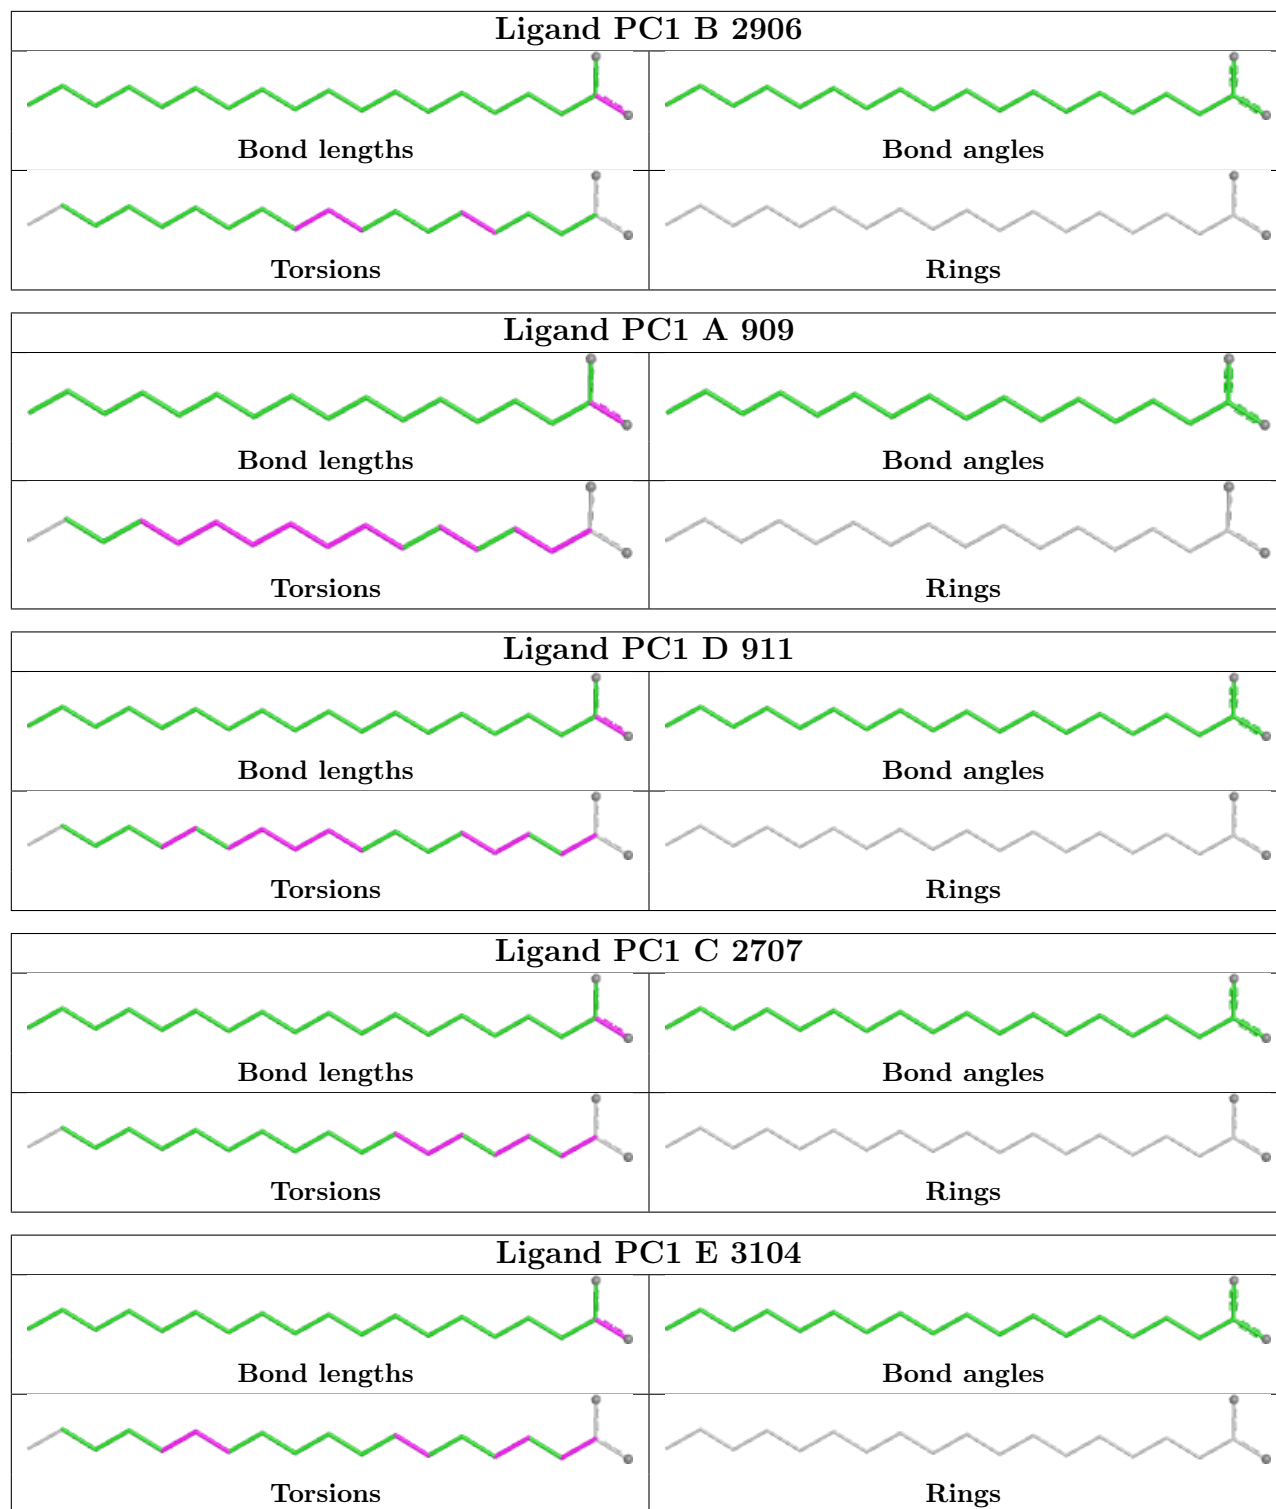 Ligand PC1 B 2906
Bond lengths
Bond angles
Torsions
Rings
Ligand PC1 A 909
Bond lengths
Bond angles
Torsions
Rings
Ligand PC1 D 911
Bond lengths
Bond angles
Torsions
Rings
Ligand PC1 C 2707
Bond lengths
Bond angles
Torsions
Rings
Ligand PC1 E 3104
Bond lengths
Bond angles
Torsions
Rings